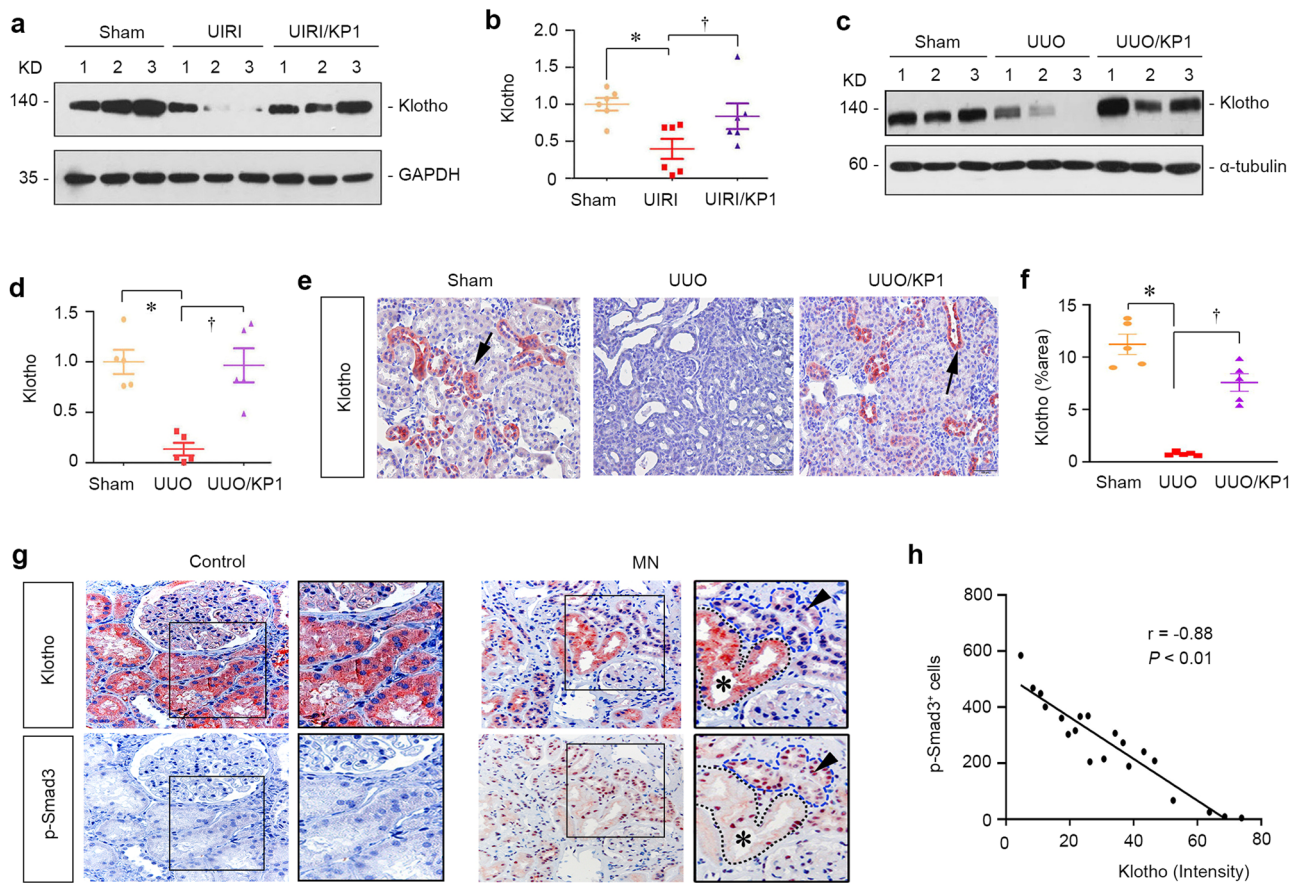 a
Sham UIRI UIRI/KP1
KD 1 2 3 1 2 3 1 2 3
140 - - Klotho
35 - - GAPDH
b
Klotho
2.0
1.5
1.0
0.5
0
* †
Sham UIRI UIRI/KP1
c
Sham UUO UUO/KP1
KD 1 2 3 1 2 3 1 2 3
140 - - Klotho
60 - - α-tubulin
d
Klotho
1.5
1.0
0.5
0
* †
Sham UUO UUO/KP1
e
Sham UUO UUO/KP1
Klotho
*
f
Klotho (%area)
15
10
5
0
* †
Sham UUO UUO/KP1
g
Control MN
Klotho
*
p-Smad3
*
h
p-Smad3⁺ cells
800
600
400
200
0
r = -0.88
P < 0.01
0 20 40 60 80
Klotho (Intensity)